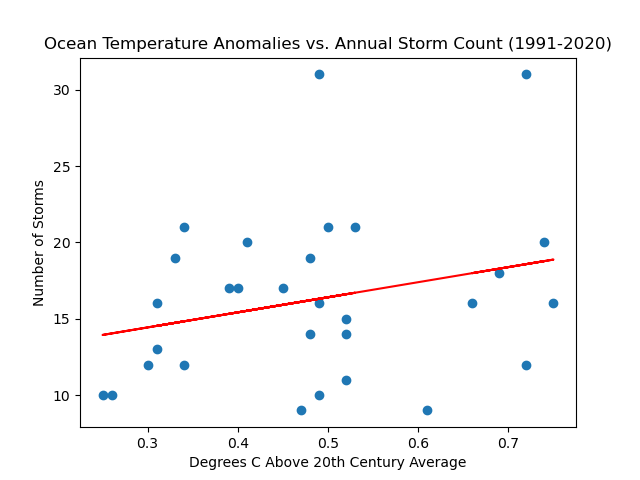 Ocean Temperature Anomalies vs. Annual Storm Count (1991-2020)
30
25
20
15
10
Number of Storms
0.3 0.4 0.5 0.6 0.7
Degrees C Above 20th Century Average